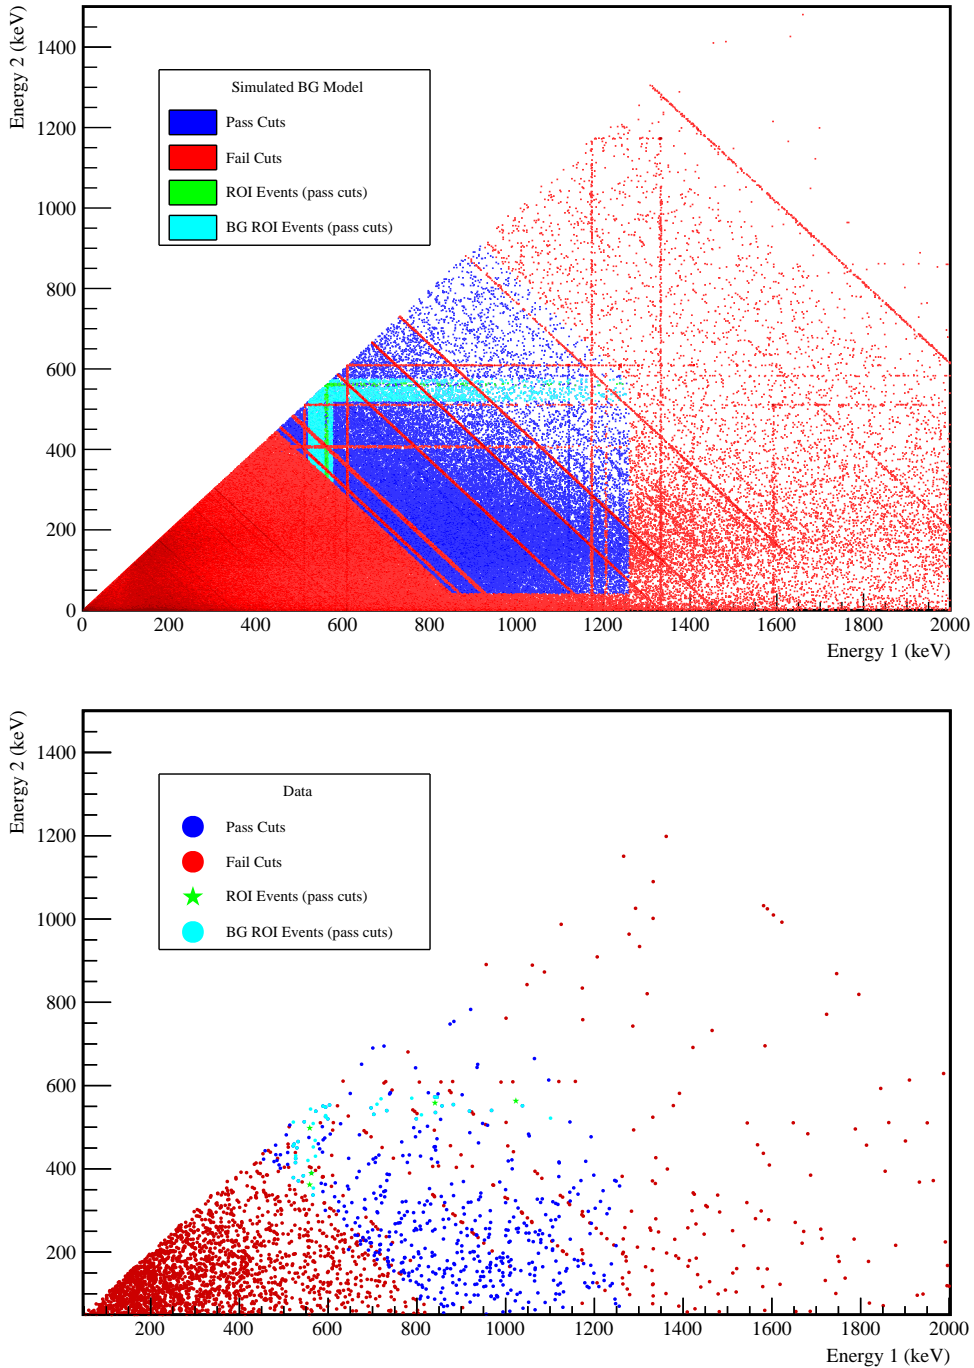 Energy 2 (keV)
1400
1200
1000
800
600
400
200
0
Simulated BG Model
Pass Cuts
Fail Cuts
ROI Events (pass cuts)
BG ROI Events (pass cuts)
0 200 400 600 800 1000 1200 1400 1600 1800 2000
Energy 1 (keV)
Energy 2 (keV)
1400
1200
1000
800
600
400
200
Data
Pass Cuts
Fail Cuts
ROI Events (pass cuts)
BG ROI Events (pass cuts)
200 400 600 800 1000 1200 1400 1600 1800 2000
Energy 1 (keV)